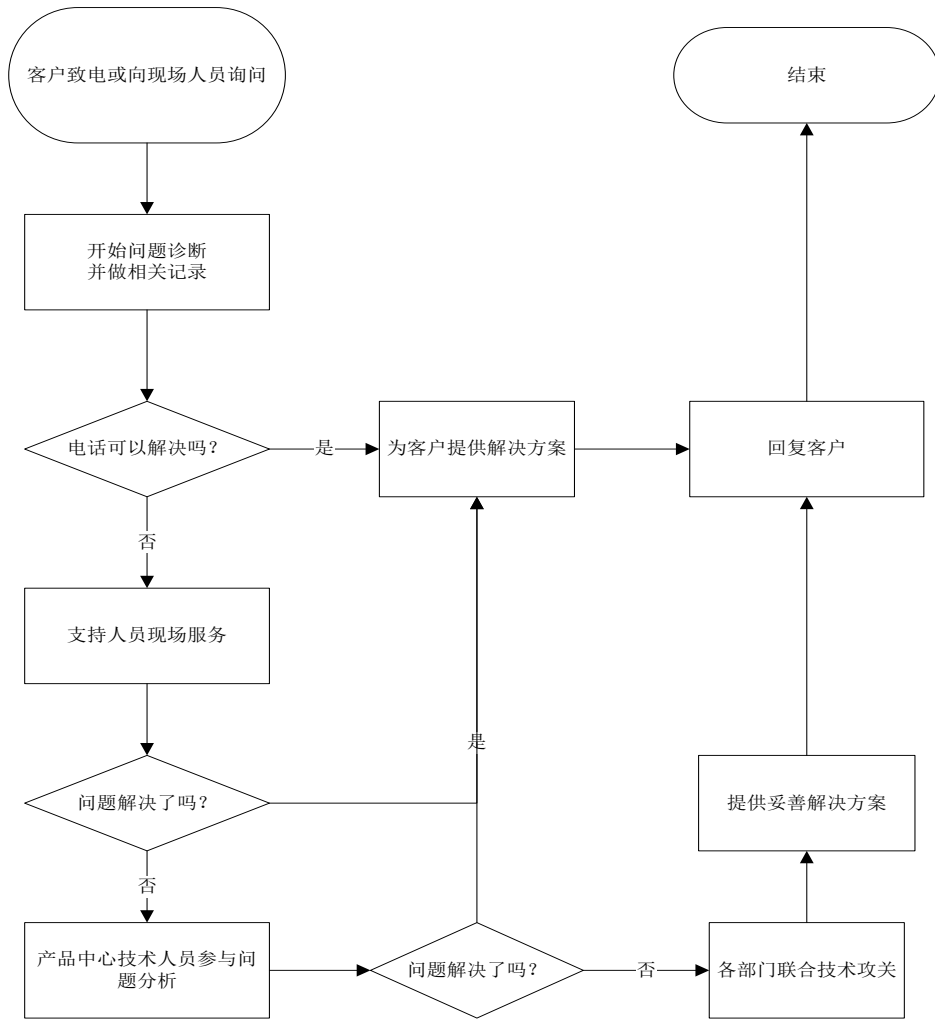 客户致电或向现场人员询问
结束
开始问题诊断
并做相关记录
电话可以解决吗？
是
为客户提供解决方案
回复客户
否
支持人员现场服务
是
问题解决了吗？
提供妥善解决方案
否
产品中心技术人员参与问
题分析
问题解决了吗？
否
各部门联合技术攻关